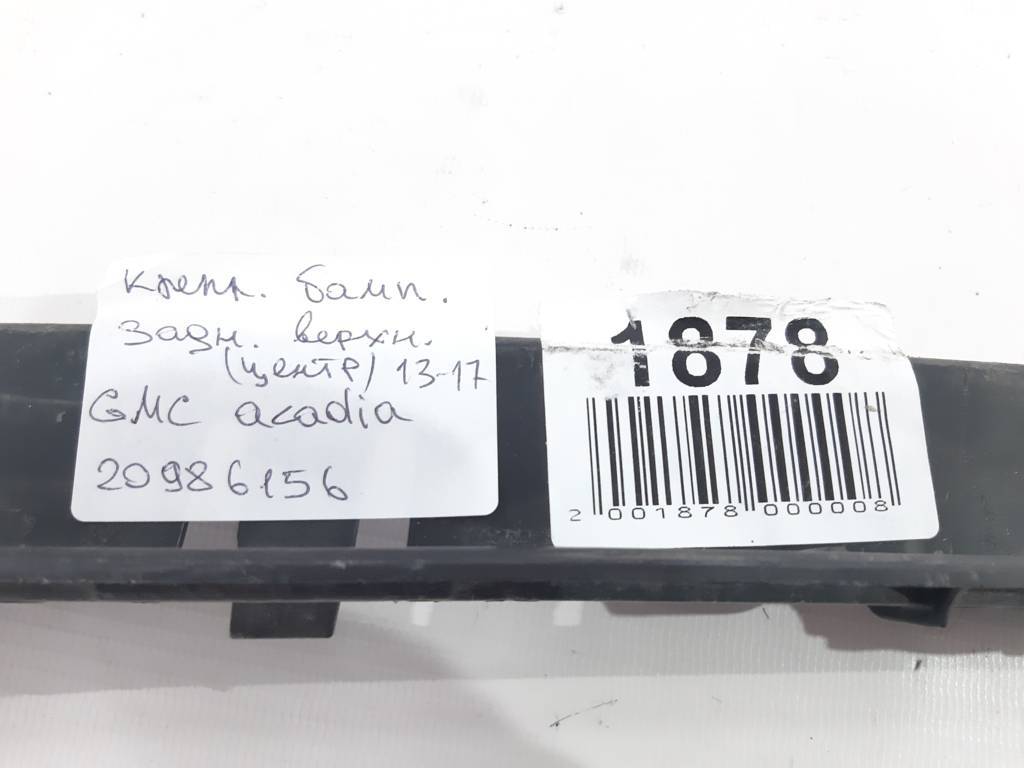 Крепл. бамп.
задн. верхн.
(центр) 13-17
GMC acadia
20986156
1878
2 001878 000008